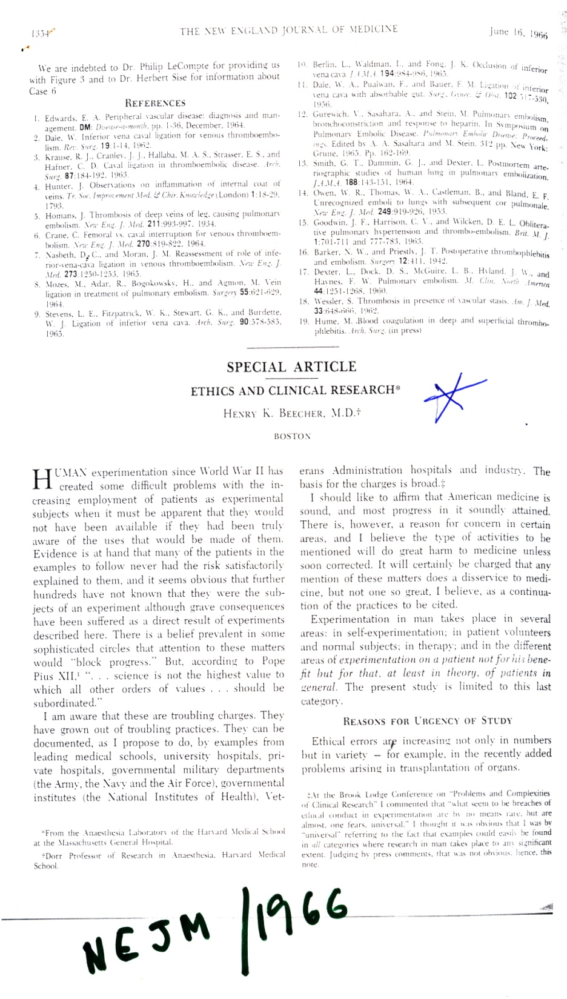 1354
THE NEW ENGLAND JOURNAL OF MEDICINE
June 16, 1966
We are indebted to Dr. Philip LeCompte for providing us
with Figure 3 and to Dr. Herbert Sise for information about
Case 6
REFERENCES
1. Edwards, E. A. Peripheral vascular disease: diagnosis and man-
agement. DM: Disease-a-month, pp. 1-36, December, 1964.
2. Dale, W. Inferior vena caval ligation for venous thromboembo-
lism. Rev. Surg. 19:1-14, 1962.
3. Krause, R. J., Cranley, J. J., Hallaba, M. A. S., Strasser, E. S., and
Hafner, C. D. Caval ligation in thromboembolic disease. Arch.
Surg. 87:184-192, 1963.
4. Hunter, J. Observations on inflammation of internal coat of
veins. Tr. Soc. Improvement Med. & Chir. Knowledge (London) 1:18-29,
1793.
5. Homans, J. Thrombosis of deep veins of leg, causing pulmonary
embolism. New Eng. J. Med. 211:993-997, 1934.
6. Crane, C. Femoral vs. caval interruption for venous thromboem-
bolism. New Eng. J. Med. 270:819-822, 1964.
7. Nasbeth, D. C., and Moran, J. M. Reassessment of role of infe-
rior-vena-cava ligation in venous thromboembolism. New Eng. J.
Med. 273:1250-1253, 1965.
8. Mozes, M., Adar, R., Bogokowsky, H., and Agmon, M. Vein
ligation in treatment of pulmonary embolism. Surgery 55:621-629,
1964.
9. Stevens, L. E., Fitzpatrick, W. K., Stewart, G. K., and Burdette,
W. J. Ligation of inferior vena cava. Arch. Surg. 90:578-583,
1965.
10. Berlin, L., Waldman, I., and Fong, J. K. Occlusion of inferior
vena cava J.A.M.A. 194:984-986, 1965.
11. Dale, W. A., Pualwan, F., and Bauer, F. M. Ligation of interior
vena cava with absorbable gut. Surg., Gynec. & Obst. 102:517-530,
1956.
12. Gurewich, V., Sasahara, A., and Stein, M. Pulmonary embolism,
bronchoconstriction and response to heparin. In Symposium on
Pulmonary Embolic Disease. Pulmonary Embolic Disease: Proceed-
ings. Edited by A. A. Sasahara and M. Stein. 312 pp. New York:
Grune, 1965. Pp. 162-169.
13. Smith, G. T., Dammin, G. J., and Dexter, L. Postmortem arte-
riographic studies of human lung in pulmonary embolization.
J.A.M.A. 188:143-151, 1964.
14. Owen, W. R., Thomas, W. A., Castleman, B., and Bland, E. F.
Unrecognized emboli to lungs with subsequent cor pulmonale.
New Eng. J. Med. 249:919-926, 1953.
15. Goodwin, J. F., Harrison, C. V., and Wilcken, D. E. L. Oblitera-
tive pulmonary hypertension and thrombo-embolism. Brit. M. J.
1:701-711 and 777-783, 1963.
16. Barker, N. W., and Priestly, J. T. Postoperative thrombophlebitis
and embolism. Surgery 12:411, 1942.
17. Dexter, L., Dock, D. S., McGuire, L. B., Hyland, J. W., and
Haynes, F. W. Pulmonary embolism. M. Clin. North America
44:1251-1268, 1960.
18. Wessler, S. Thrombosis in presence of vascular stasis. Am. J. Med.
33:648-666, 1962.
19. Hume, M. Blood coagulation in deep and superficial thrombo-
phlebitis. Arch. Surg. (in press)
SPECIAL ARTICLE
ETHICS AND CLINICAL RESEARCH*
HENRY K. BEECHER, M.D.†
BOSTON
HUMAN experimentation since World War II has
created some difficult problems with the in-
creasing employment of patients as experimental
subjects when it must be apparent that they would
not have been available if they had been truly
aware of the uses that would be made of them.
Evidence is at hand that many of the patients in the
examples to follow never had the risk satisfactorily
explained to them, and it seems obvious that further
hundreds have not known that they were the sub-
jects of an experiment although grave consequences
have been suffered as a direct result of experiments
described here. There is a belief prevalent in some
sophisticated circles that attention to these matters
would "block progress." But, according to Pope
Pius XII,¹ ". . . science is not the highest value to
which all other orders of values . . . should be
subordinated."
I am aware that these are troubling charges. They
have grown out of troubling practices. They can be
documented, as I propose to do, by examples from
leading medical schools, university hospitals, pri-
vate hospitals, governmental military departments
(the Army, the Navy and the Air Force), governmental
institutes (the National Institutes of Health), Vet-
erans Administration hospitals and industry. The
basis for the charges is broad.‡
I should like to affirm that American medicine is
sound, and most progress in it soundly attained.
There is, however, a reason for concern in certain
areas, and I believe the type of activities to be
mentioned will do great harm to medicine unless
soon corrected. It will certainly be charged that any
mention of these matters does a disservice to medi-
cine, but not one so great, I believe, as a continua-
tion of the practices to be cited.
Experimentation in man takes place in several
areas: in self-experimentation; in patient volunteers
and normal subjects; in therapy; and in the different
areas of experimentation on a patient not for his bene-
fit but for that, at least in theory, of patients in
general. The present study is limited to this last
category.
REASONS FOR URGENCY OF STUDY
Ethical errors are increasing not only in numbers
but in variety — for example, in the recently added
problems arising in transplantation of organs.
*From the Anaesthesia Laboratory of the Harvard Medical School
at the Massachusetts General Hospital.
†Dorr Professor of Research in Anaesthesia, Harvard Medical
School.
‡At the Brook Lodge Conference on "Problems and Complexities
of Clinical Research" I commented that "what seem to be breaches of
ethical conduct in experimentation are by no means rare, but are
almost, one fears, universal." I thought it was obvious that I was by
"universal" referring to the fact that examples could easily be found
in all categories where research in man takes place to any significant
extent. Judging by press comments, that was not obvious; hence, this
note.
NEJM/1966